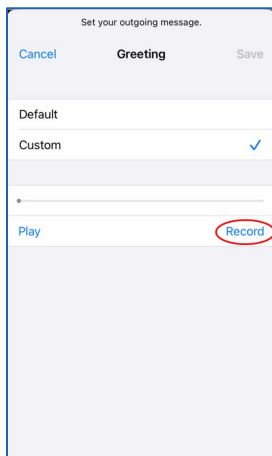 Set your outgoing message.
Cancel Greeting Save
Default
Custom
Play Record